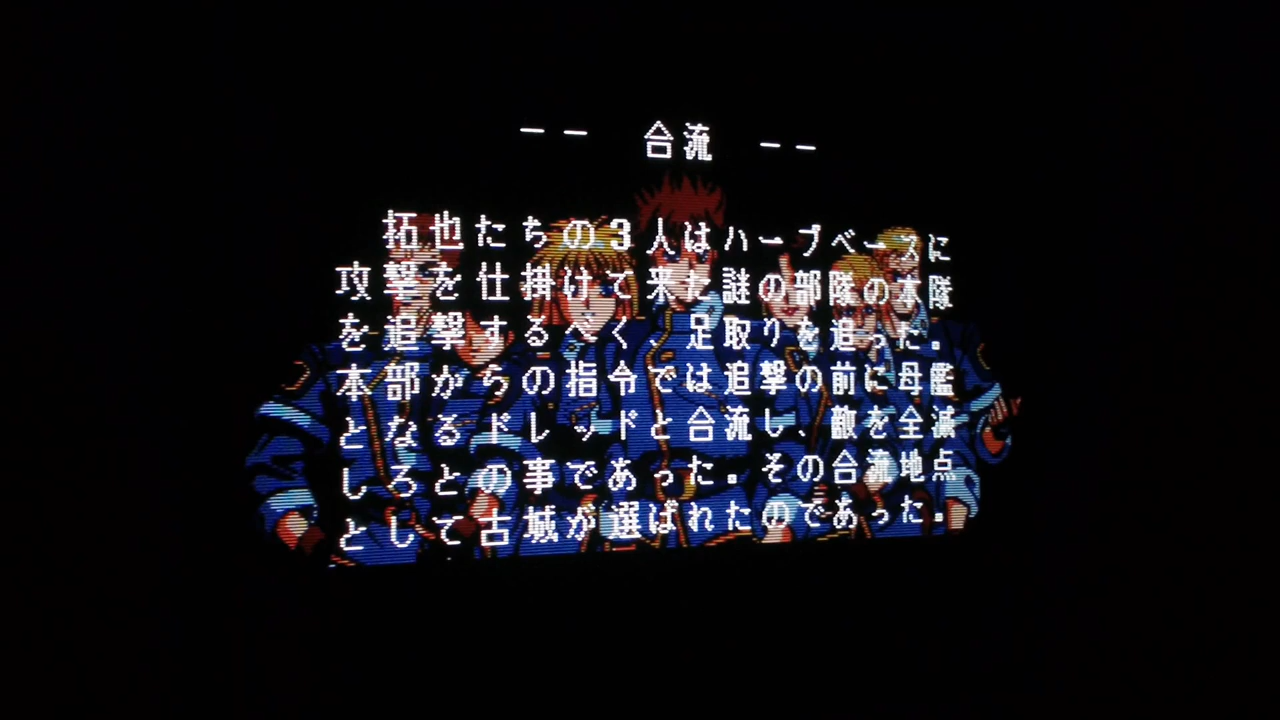 -- 合流 --
拓也たちの3人はハーブベースに
攻撃を仕掛けて来た謎の部隊の本隊
を追撃するべく、足取りを追った。
本部からの指令では追撃の前に母艦
となるドレッドと合流し、敵を全滅
しろとの事であった。その合流地点
として古城が選ばれたのであった。